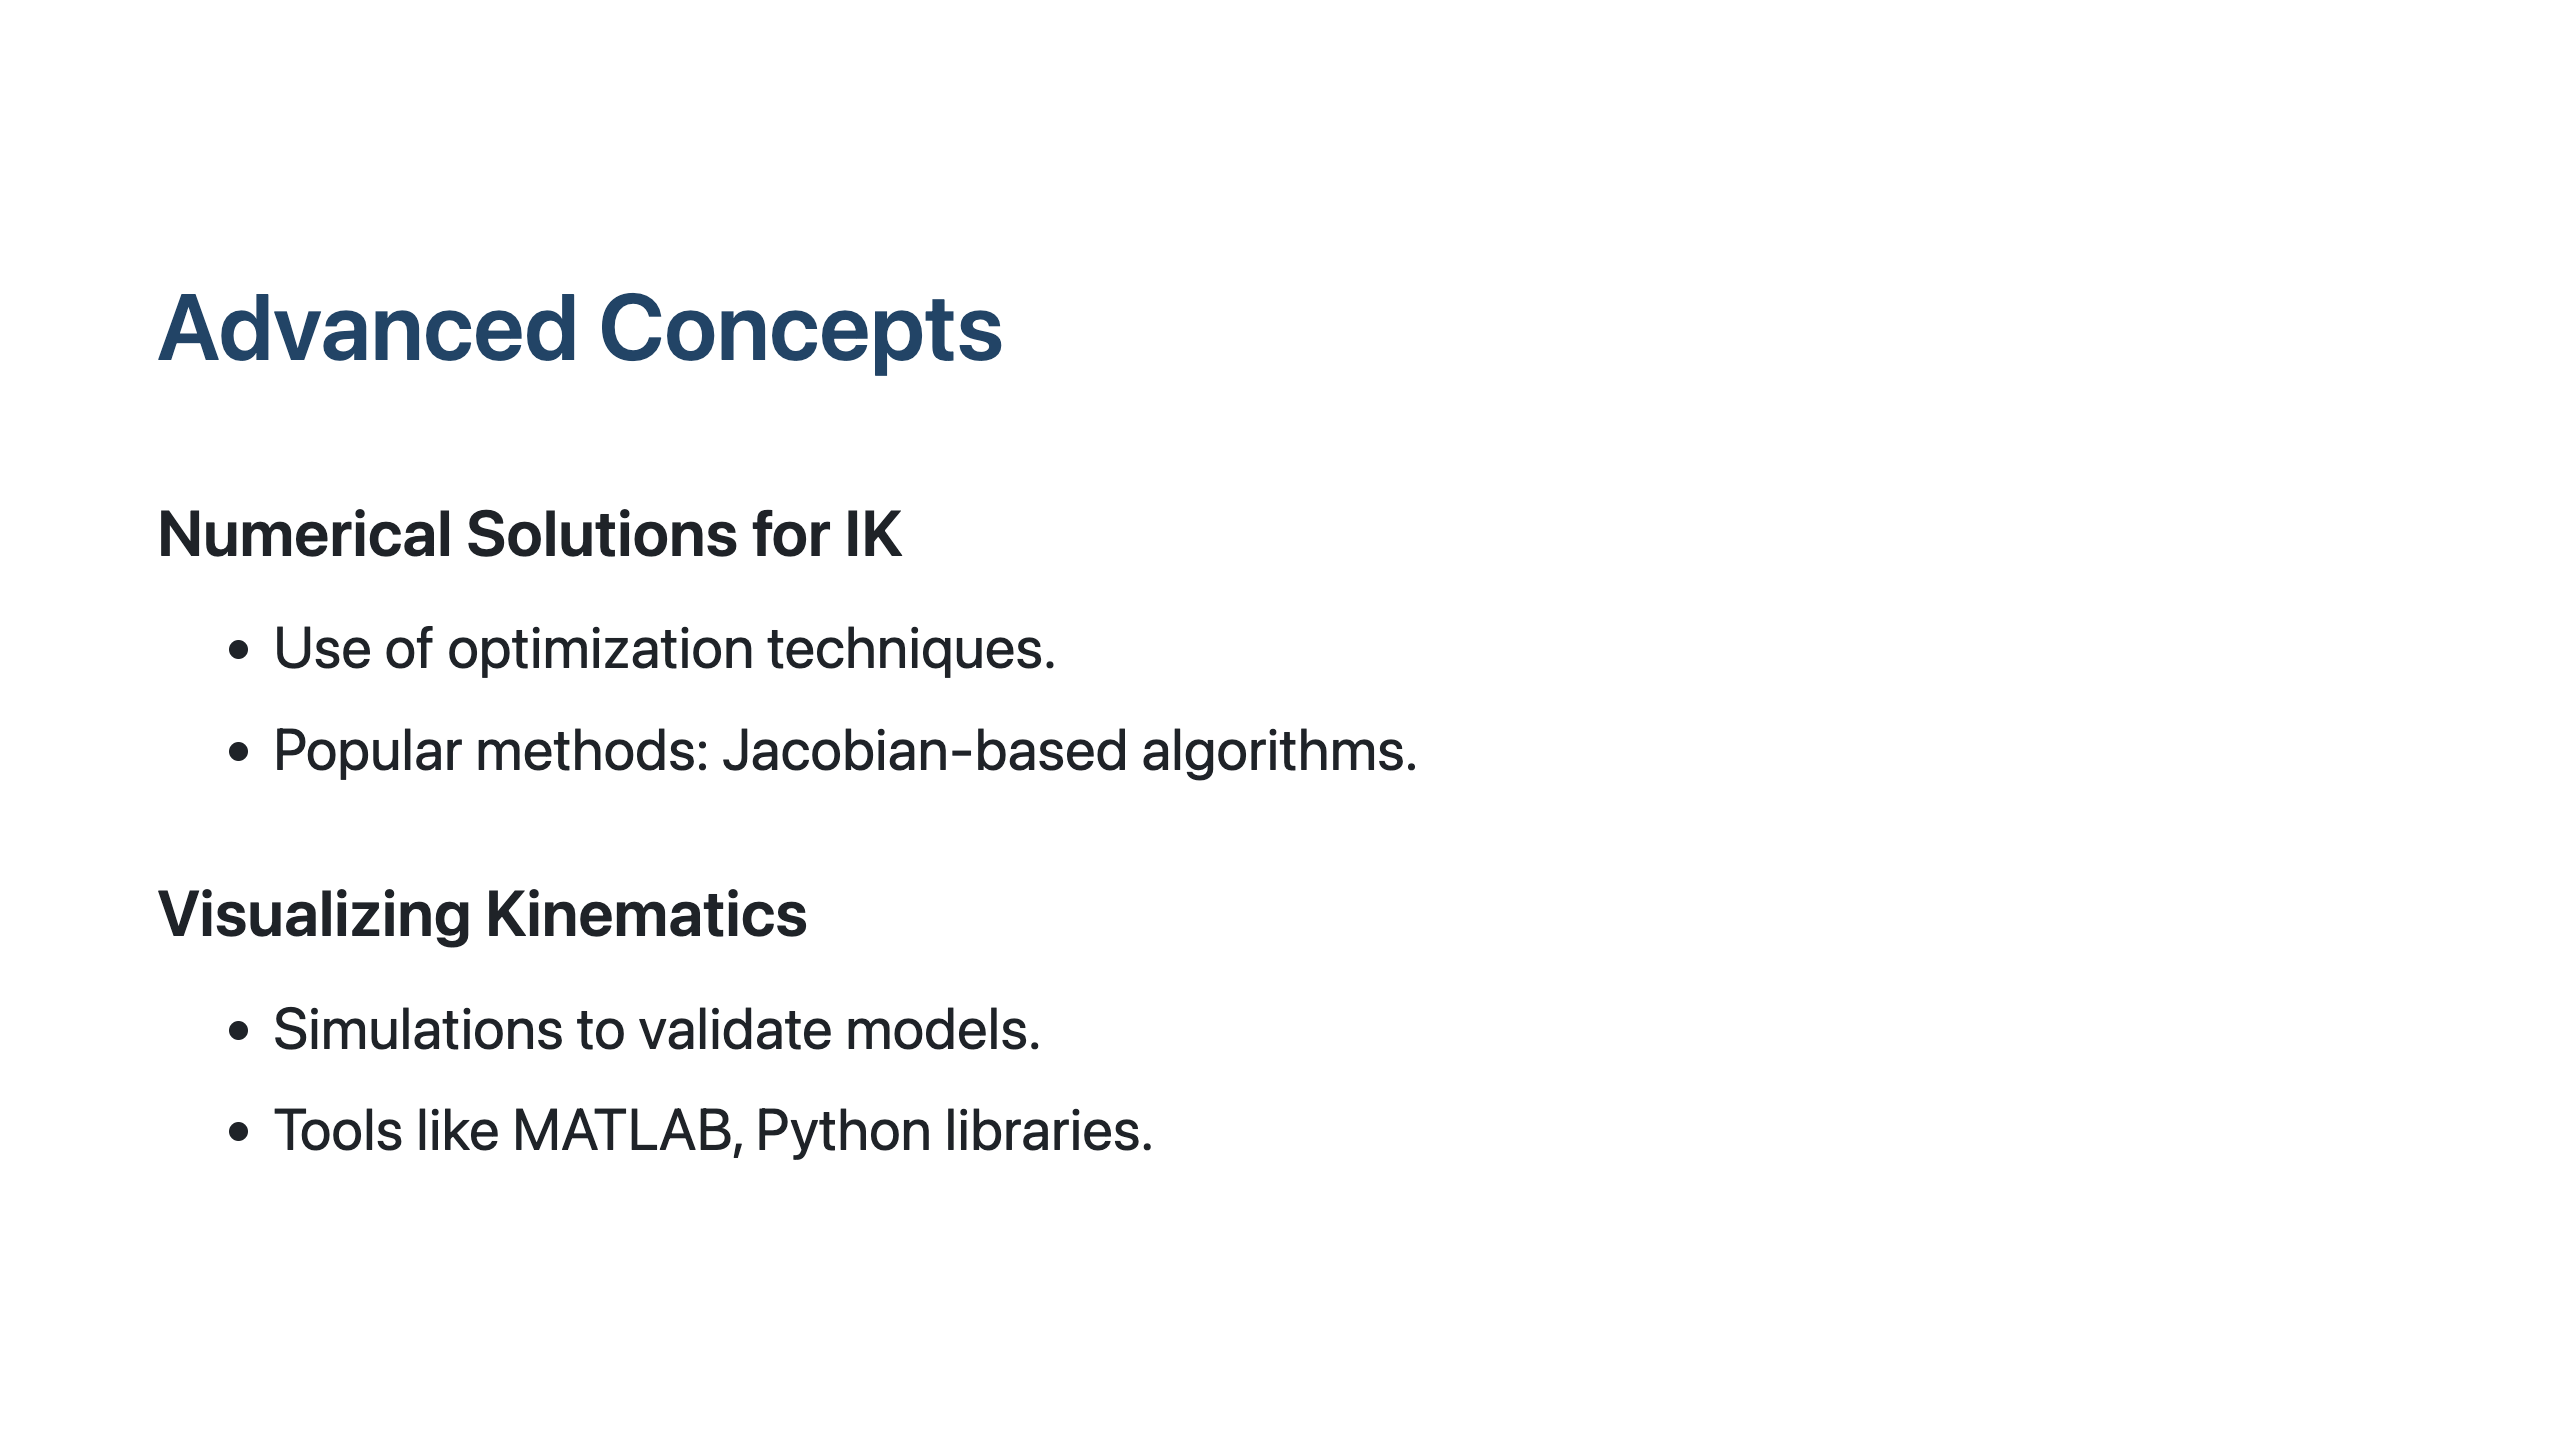 Advanced Concepts
Numerical Solutions for IK
• Use of optimization techniques.
• Popular methods: Jacobian-based algorithms.
Visualizing Kinematics
• Simulations to validate models.
• Tools like MATLAB, Python libraries.